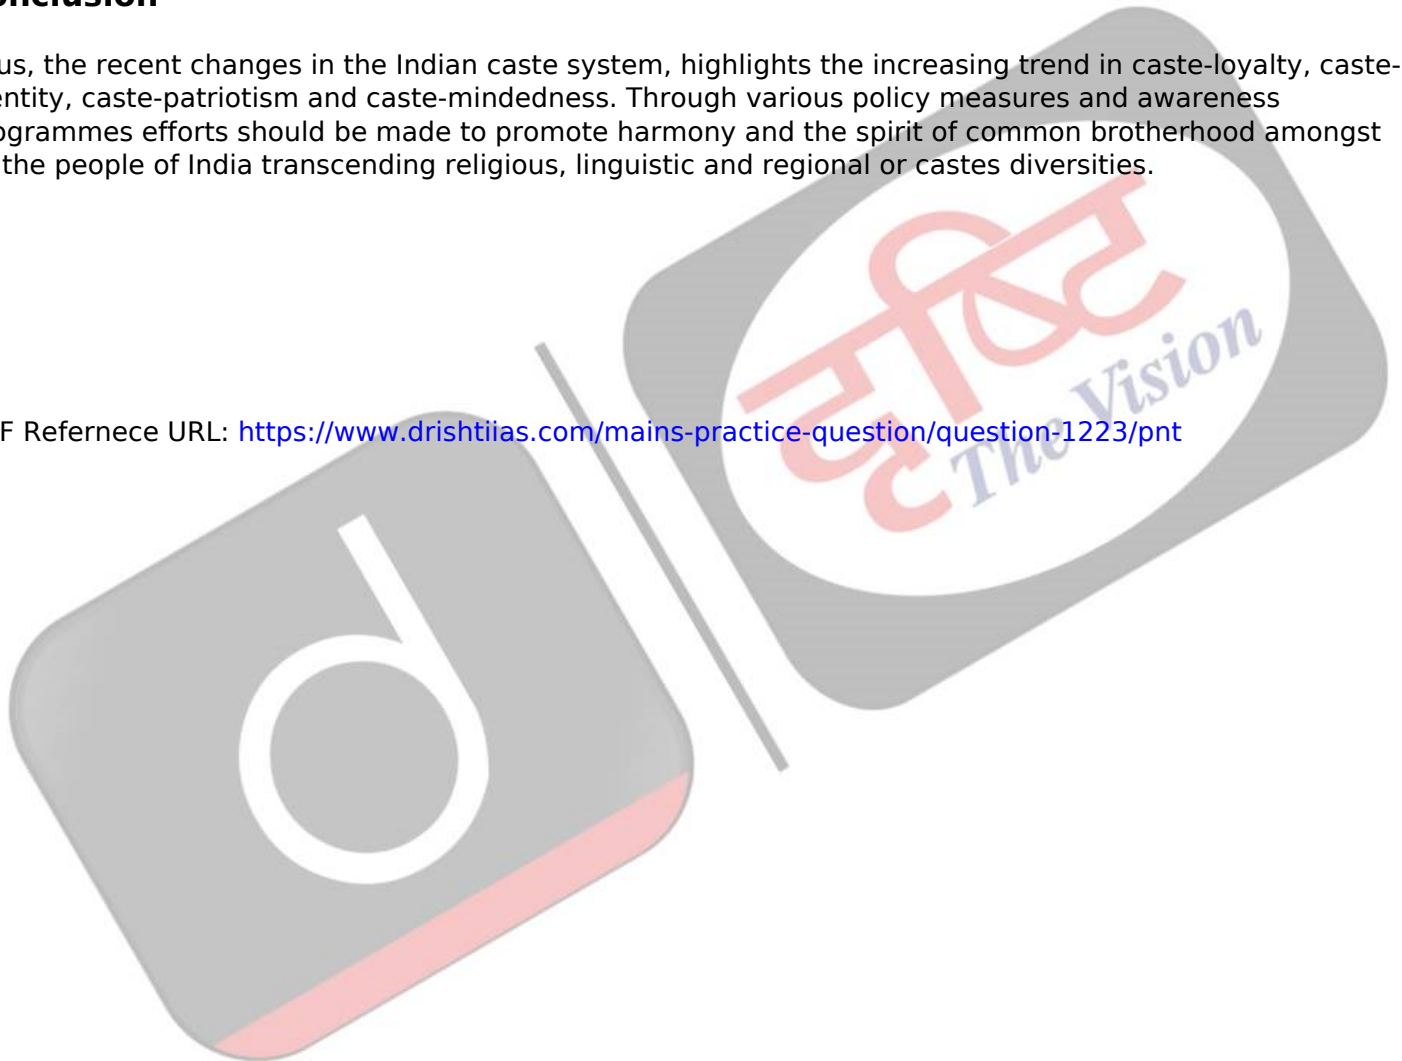 onclusion
us, the recent changes in the Indian caste system, highlights the increasing trend in caste-loyalty, caste-
entity, caste-patriotism and caste-mindedness. Through various policy measures and awareness
ogrammes efforts should be made to promote harmony and the spirit of common brotherhood amongst
the people of India transcending religious, linguistic and regional or castes diversities.
F Refernece URL: https://www.drishtiias.com/mains-practice-question/question-1223/pnt
d
दृष्टि
The Vision